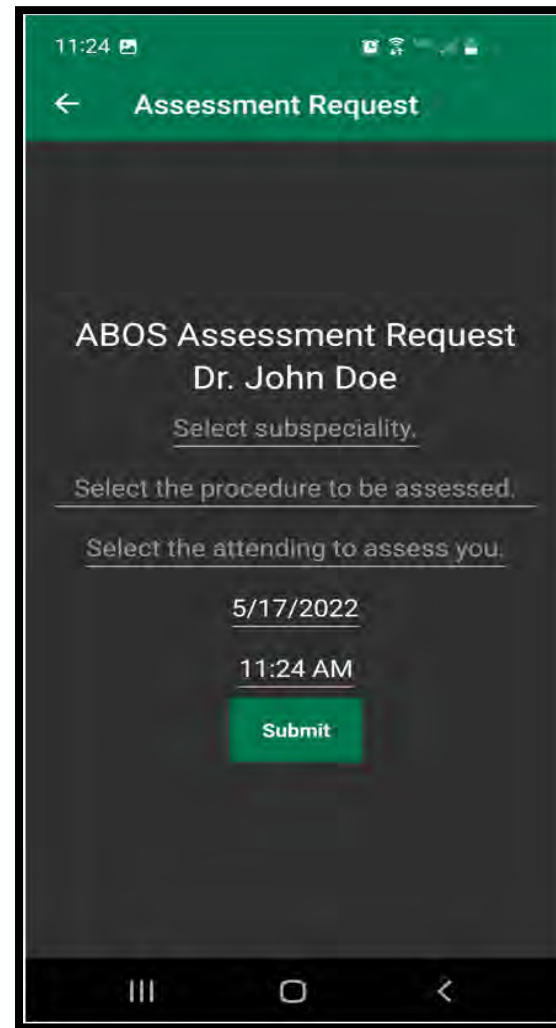 11:24
Assessment Request
ABOS Assessment Request
Dr. John Doe
Select subspeciality.
Select the procedure to be assessed.
Select the attending to assess you.
5/17/2022
11:24 AM
Submit